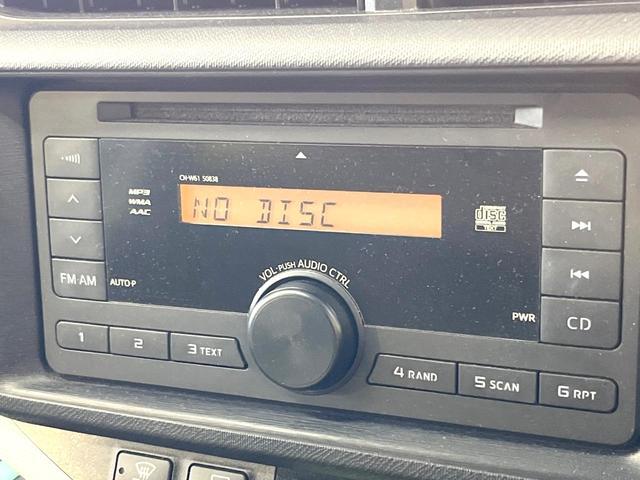 CN-W61 S0838
MP3
WMA
AAC
NO DISC
DISC
TEXT
FM·AM
AUTO·P
VOL·PUSH AUDIO CTRL
PWR
CD
1
2
3 TEXT
4 RAND
5 SCAN
6 RPT